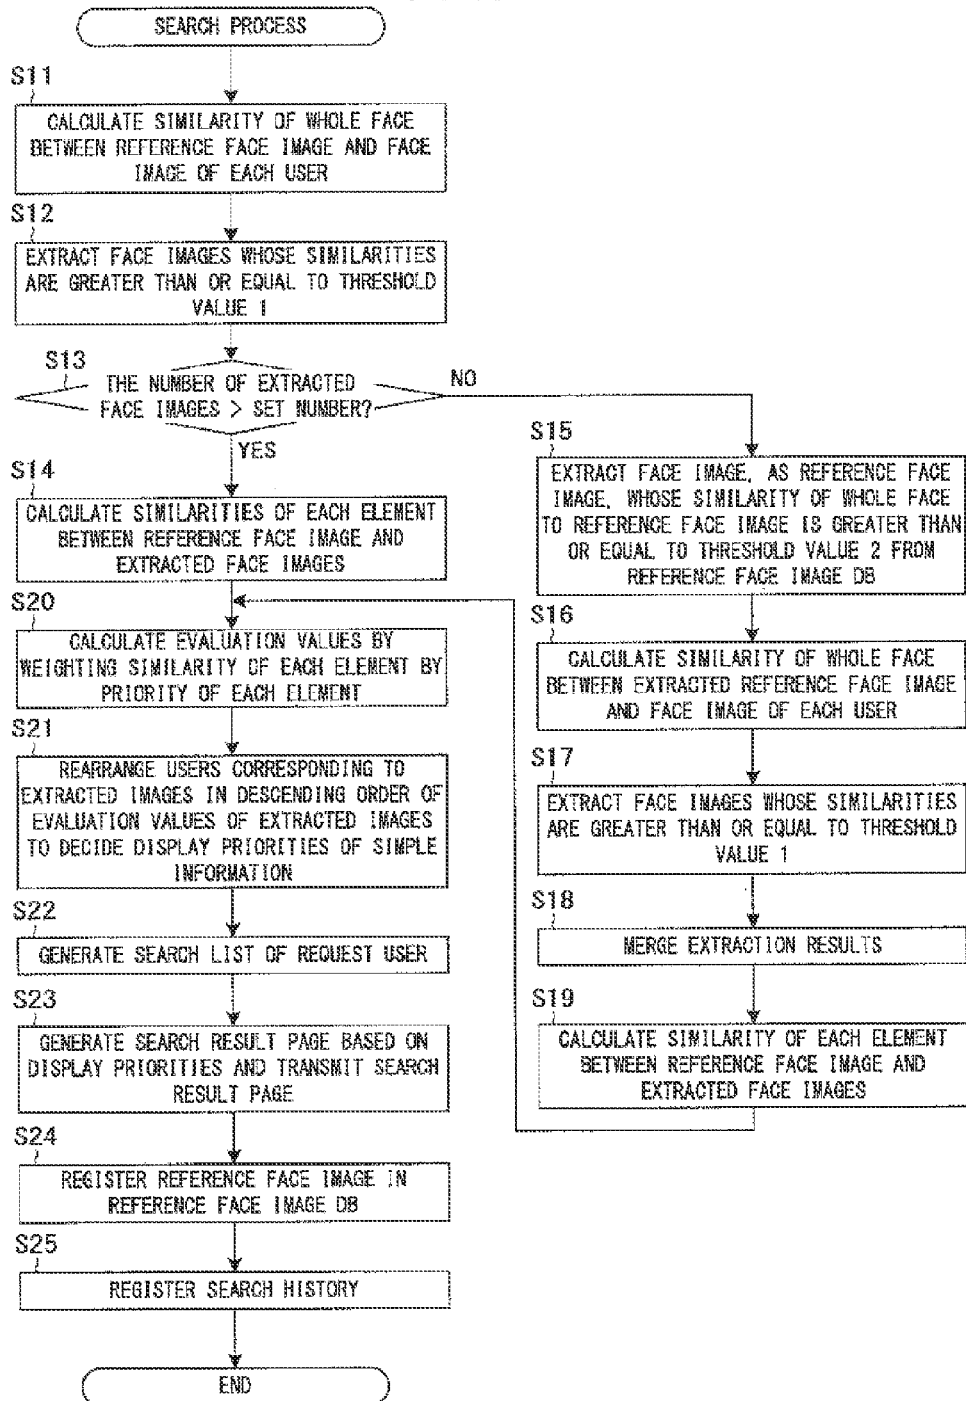 SEARCH PROCESS
S11
CALCULATE SIMILARITY OF WHOLE FACE
BETWEEN REFERENCE FACE IMAGE AND FACE
IMAGE OF EACH USER
S12
EXTRACT FACE IMAGES WHOSE SIMILARITIES
ARE GREATER THAN OR EQUAL TO THRESHOLD
VALUE 1
S13
THE NUMBER OF EXTRACTED
FACE IMAGES > SET NUMBER?
NO
YES
S14
CALCULATE SIMILARITIES OF EACH ELEMENT
BETWEEN REFERENCE FACE IMAGE AND
EXTRACTED FACE IMAGES
S15
EXTRACT FACE IMAGE, AS REFERENCE FACE
IMAGE, WHOSE SIMILARITY OF WHOLE FACE
TO REFERENCE FACE IMAGE IS GREATER THAN
OR EQUAL TO THRESHOLD VALUE 2 FROM
REFERENCE FACE IMAGE DB
S16
CALCULATE SIMILARITY OF WHOLE FACE
BETWEEN EXTRACTED REFERENCE FACE IMAGE
AND FACE IMAGE OF EACH USER
S17
EXTRACT FACE IMAGES WHOSE SIMILARITIES
ARE GREATER THAN OR EQUAL TO THRESHOLD
VALUE 1
S18
MERGE EXTRACTION RESULTS
S19
CALCULATE SIMILARITY OF EACH ELEMENT
BETWEEN REFERENCE FACE IMAGE AND
EXTRACTED FACE IMAGES
S20
CALCULATE EVALUATION VALUES BY
WEIGHTING SIMILARITY OF EACH ELEMENT BY
PRIORITY OF EACH ELEMENT
S21
REARRANGE USERS CORRESPONDING TO
EXTRACTED IMAGES IN DESCENDING ORDER OF
EVALUATION VALUES OF EXTRACTED IMAGES
TO DECIDE DISPLAY PRIORITIES OF SIMPLE
INFORMATION
S22
GENERATE SEARCH LIST OF REQUEST USER
S23
GENERATE SEARCH RESULT PAGE BASED ON
DISPLAY PRIORITIES AND TRANSMIT SEARCH
RESULT PAGE
S24
REGISTER REFERENCE FACE IMAGE IN
REFERENCE FACE IMAGE DB
S25
REGISTER SEARCH HISTORY
END